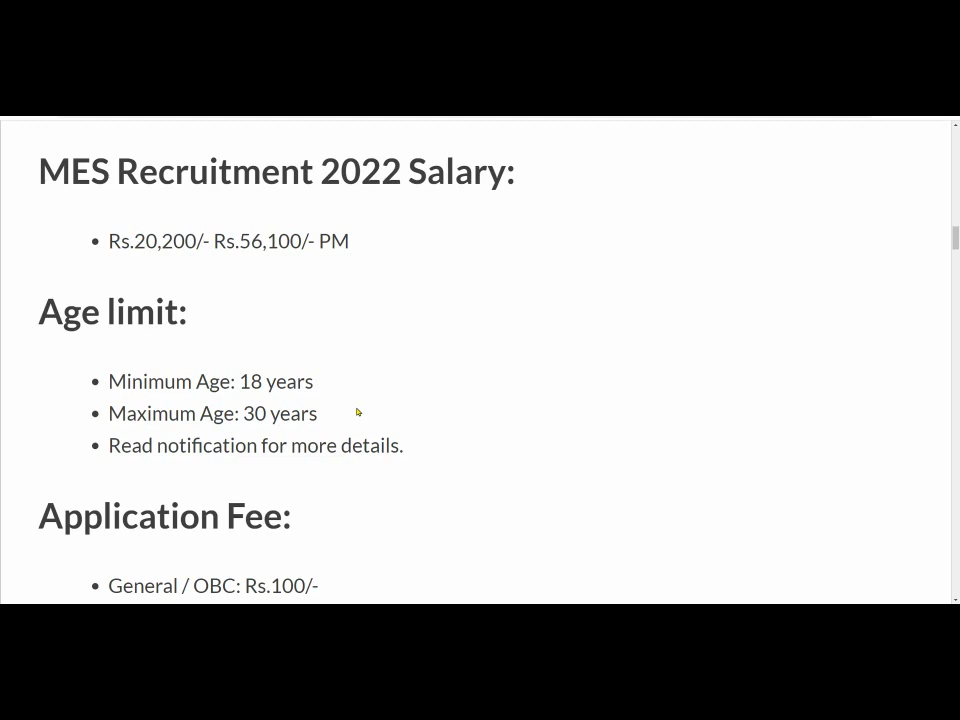 MES Recruitment 2022 Salary:
• Rs.20,200/- Rs.56,100/- PM
Age limit:
• Minimum Age: 18 years
• Maximum Age: 30 years
• Read notification for more details.
Application Fee:
• General / OBC: Rs.100/-